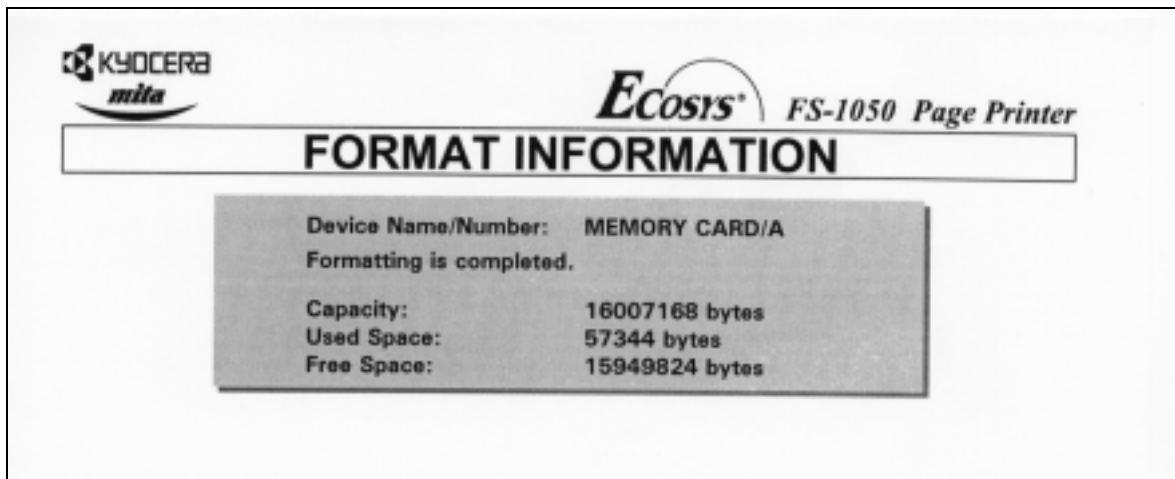 KYOCERA
mita
ECOSYS® FS-1050 Page Printer
FORMAT INFORMATION
Device Name/Number: MEMORY CARD/A
Formatting is completed.
Capacity: 16007168 bytes
Used Space: 57344 bytes
Free Space: 15949824 bytes